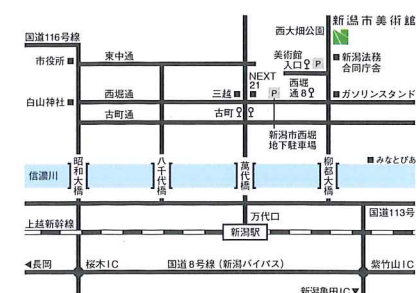 新潟市美術館
西大畑公園
国道116号線
東中通
美術館
入口
P
新潟法務
合同庁舎
市役所
NEXT
21
西堀
通8
西堀通
三越
P
ガソリンスタンド
白山神社
古町通
古町
新潟市西堀
地下駐車場
みなとぴあ
信濃川
昭和大橋
八千代橋
萬代橋
柳都大橋
万代口
国道113号
上越新幹線
新潟駅
◀長岡
桜木IC
国道8号線(新潟バイパス)
紫竹山IC
新潟亀田IC▼